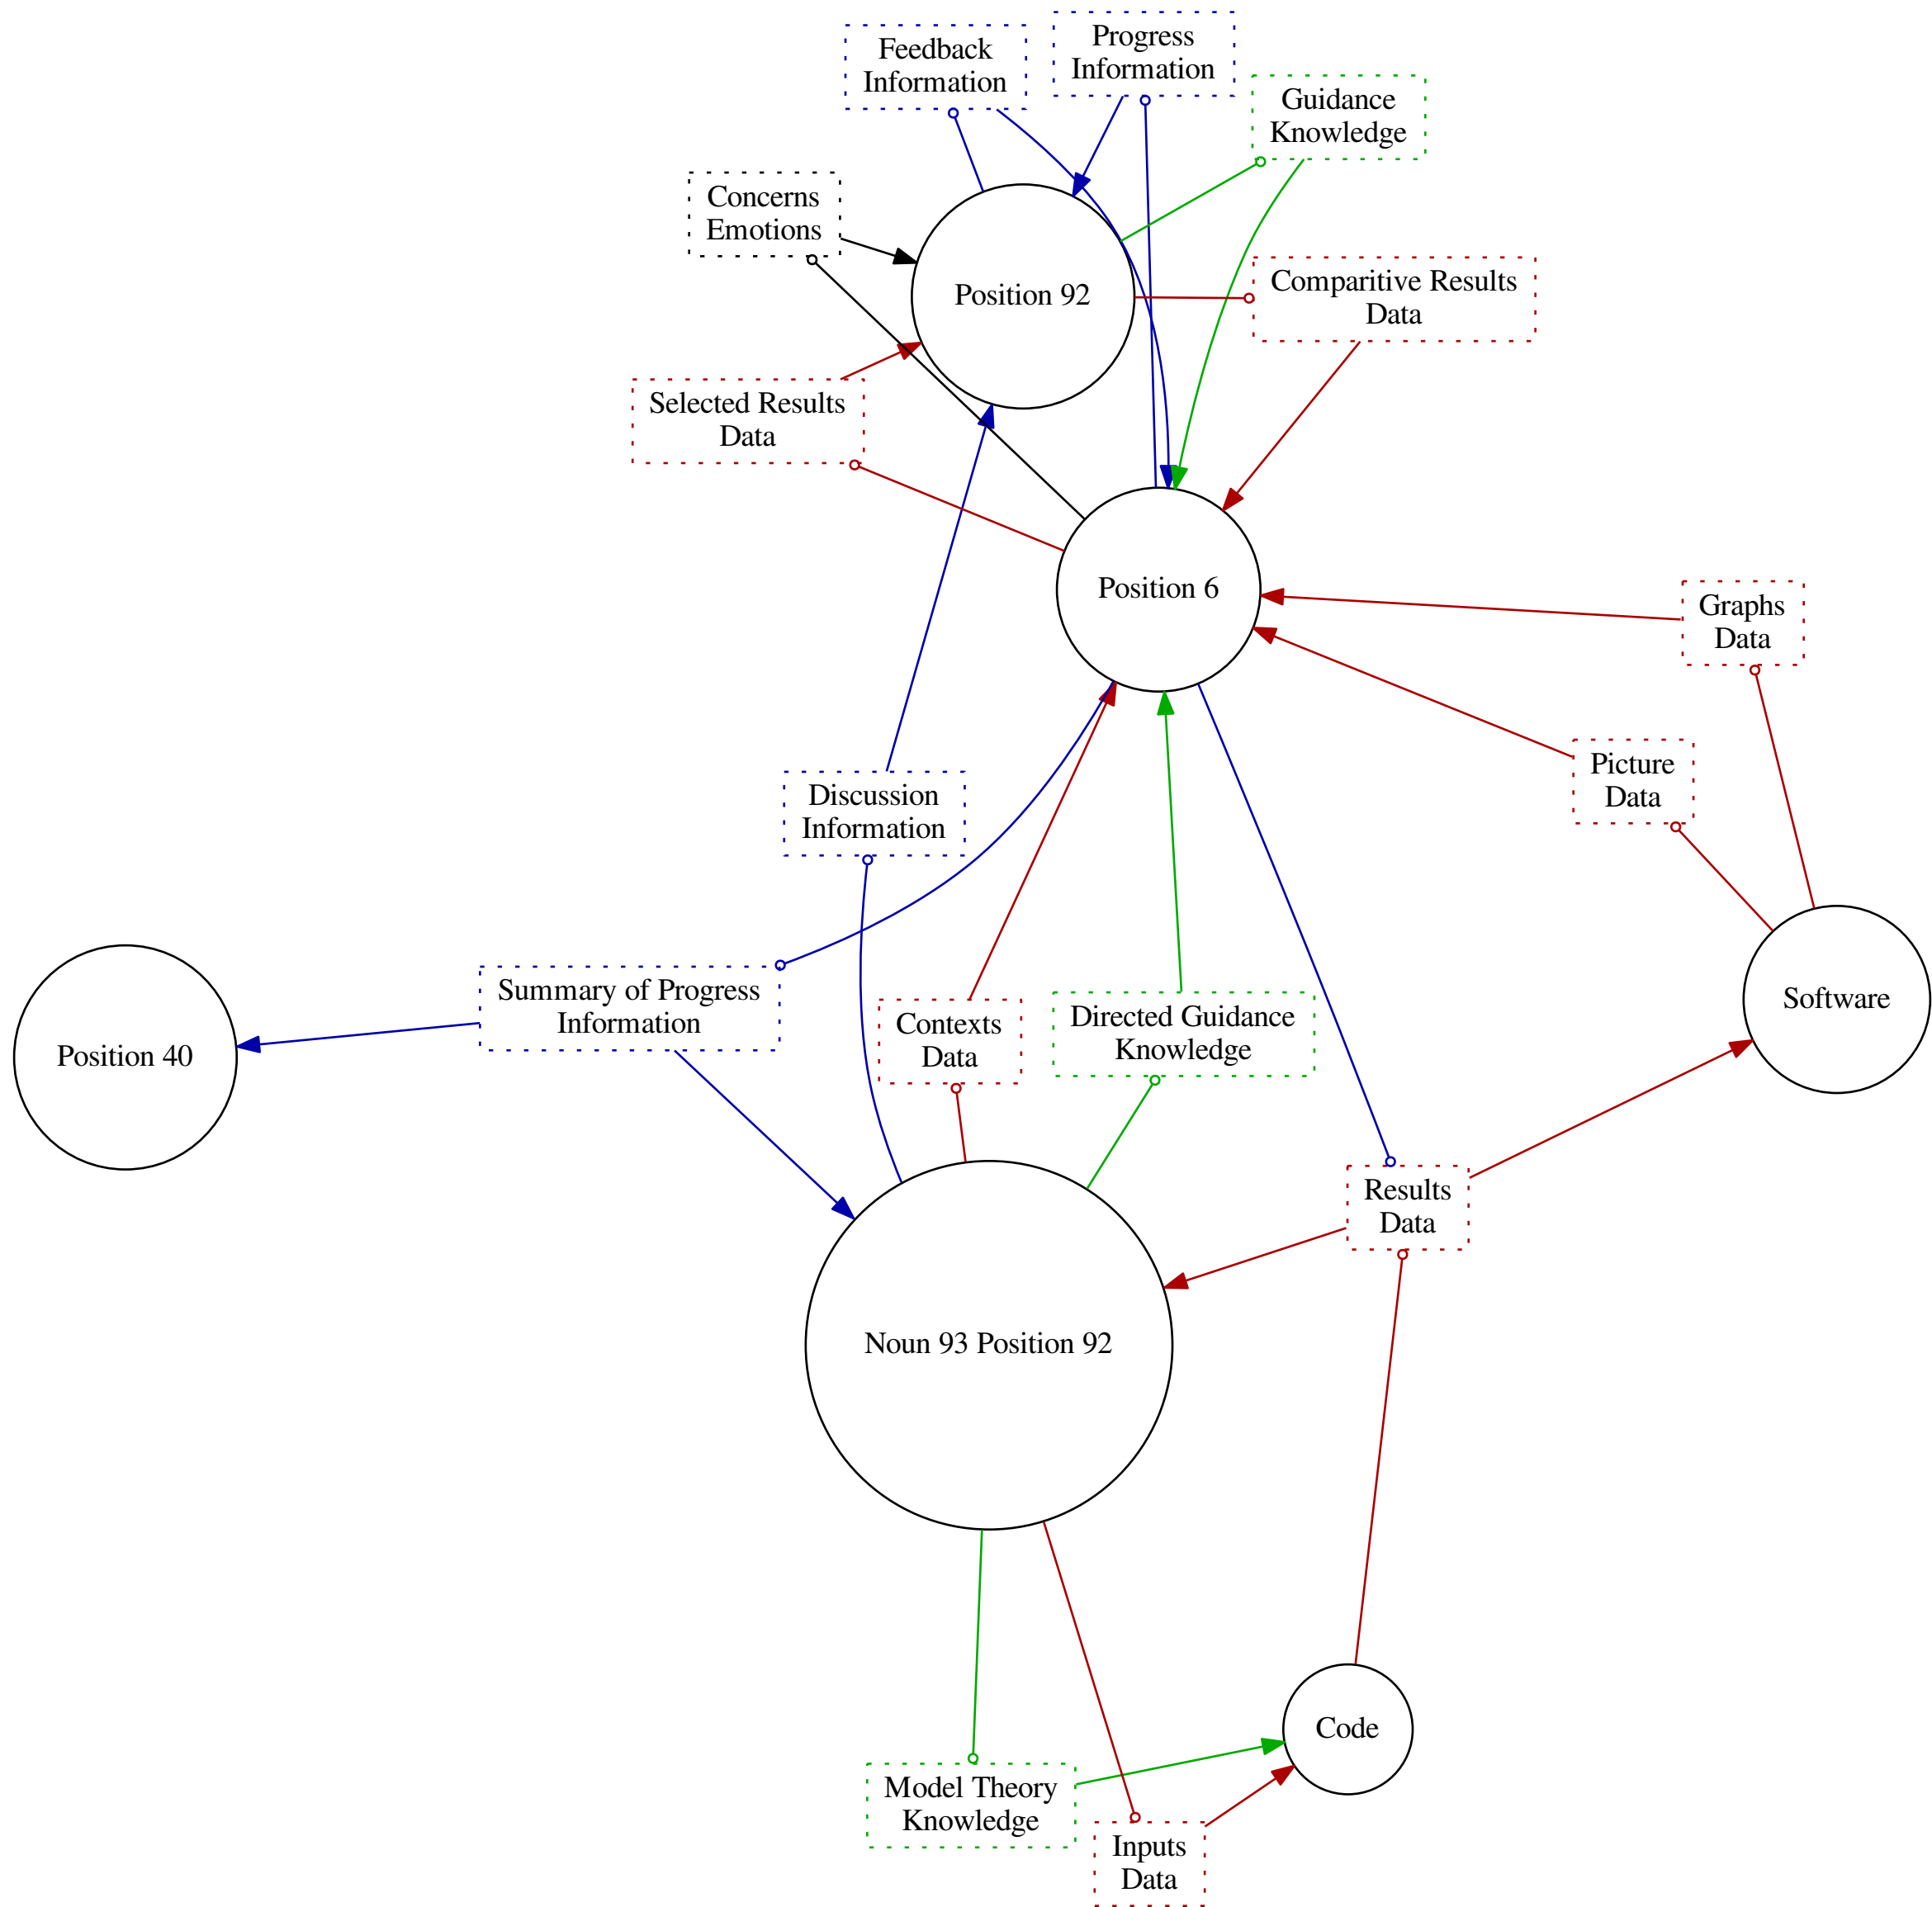 Feedback
Information
Progress
Information
Guidance
Knowledge
Concerns
Emotions
Position 92
Comparitive Results
Data
Selected Results
Data
Position 6
Graphs
Data
Picture
Data
Discussion
Information
Summary of Progress
Information
Position 40
Contexts
Data
Directed Guidance
Knowledge
Software
Results
Data
Noun 93 Position 92
Code
Model Theory
Knowledge
Inputs
Data